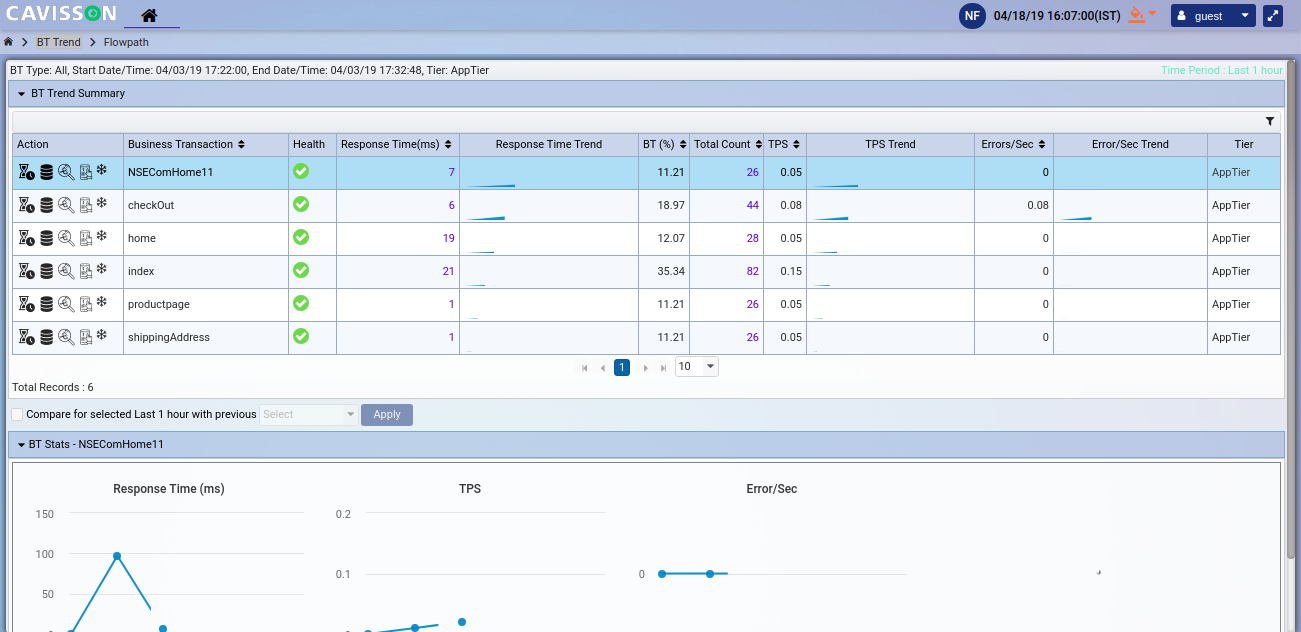 CAVISSON NF 04/18/19 16:07:00(IST) guest
BT Trend Flowpath
BT Type: All, Start Date/Time: 04/03/19 17:22:00, End Date/Time: 04/03/19 17:32:48, Tier: AppTier Time Period : Last 1 hour
BT Trend Summary
Action Business Transaction Health Response Time(ms) Response Time Trend BT (%) Total Count TPS TPS Trend Errors/Sec Error/Sec Trend Tier
NSEComHome11 7 11.21 26 0.05 0 AppTier
checkOut 6 18.97 44 0.08 0.08 AppTier
home 19 12.07 28 0.05 0 AppTier
index 21 35.34 82 0.15 0 AppTier
productpage 1 11.21 26 0.05 0 AppTier
shippingAddress 1 11.21 26 0.05 0 AppTier
1 10
Total Records : 6
Compare for selected Last 1 hour with previous Select Apply
BT Stats - NSEComHome11
Response Time (ms) TPS Error/Sec
150 0.2
100 0.1 0
50